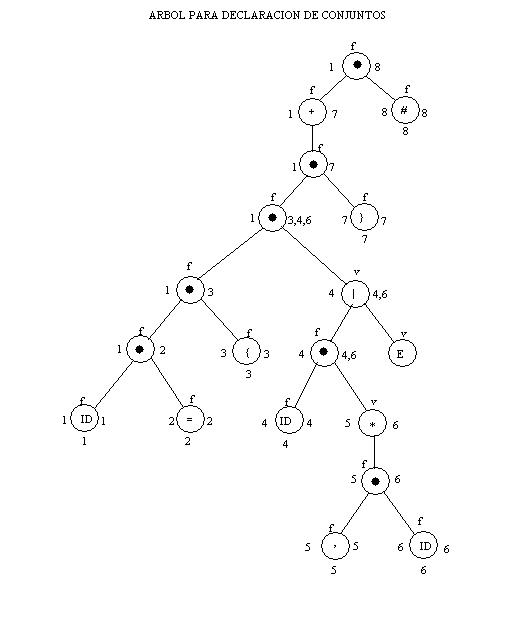 ARBOL PARA DECLARACION DE CONJUNTOS
f
1 8
f f
1 + 7 8 # 8
8
f
1 7
f f
1 3,4,6 7 } 7
7
f v
1 3 4 | 4,6
f f f v
1 2 3 { 3 4 4,6 E
3
f f f v
1 ID 1 2 = 2 4 ID 4 5 * 6
1 2 4
f
5 6
f f
5 , 5 6 ID 6
5 6